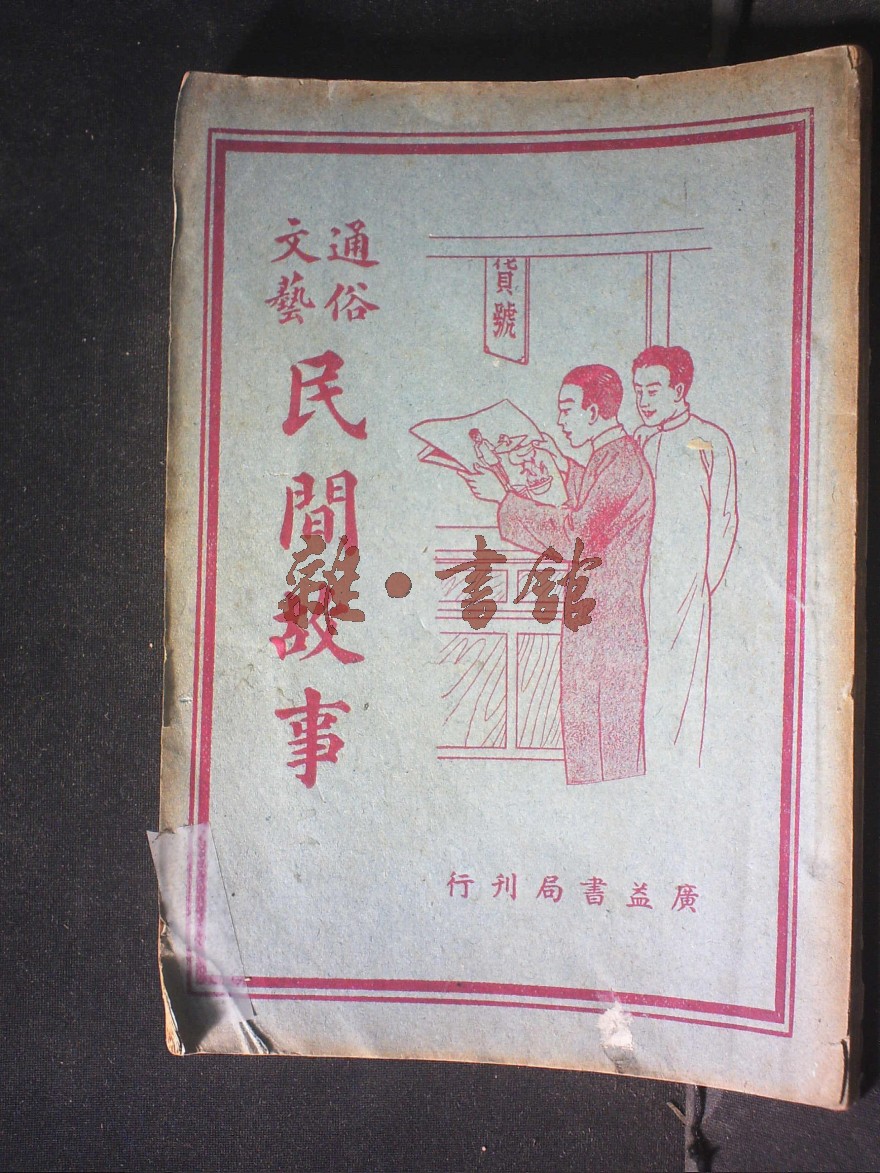 通俗
文藝
民間故事
貨號
廣益書局刊行
雜·書館